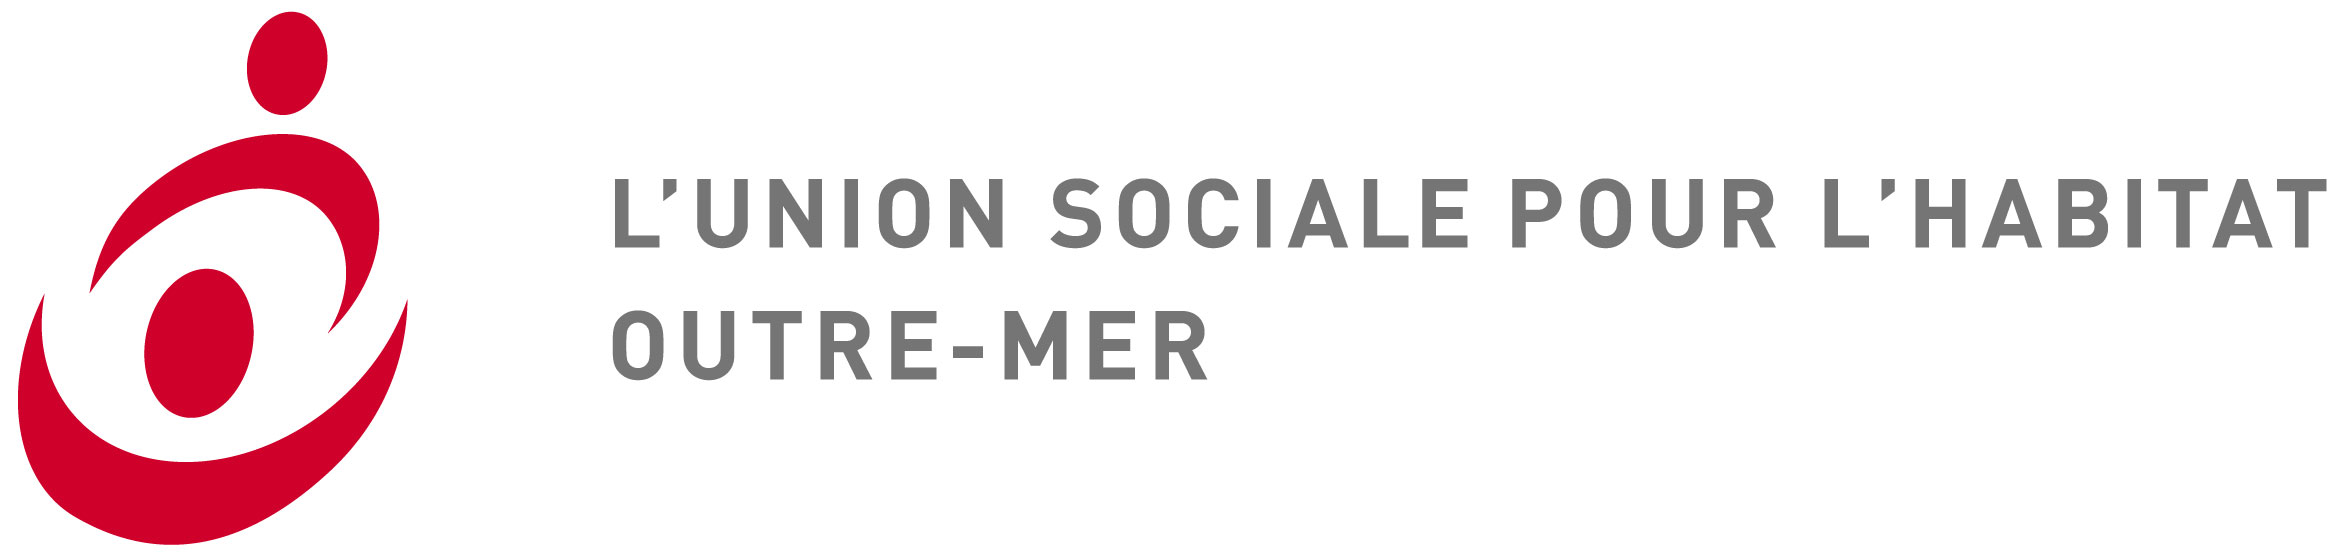 L’UNION SOCIALE POUR L’HABITAT
OUTRE-MER